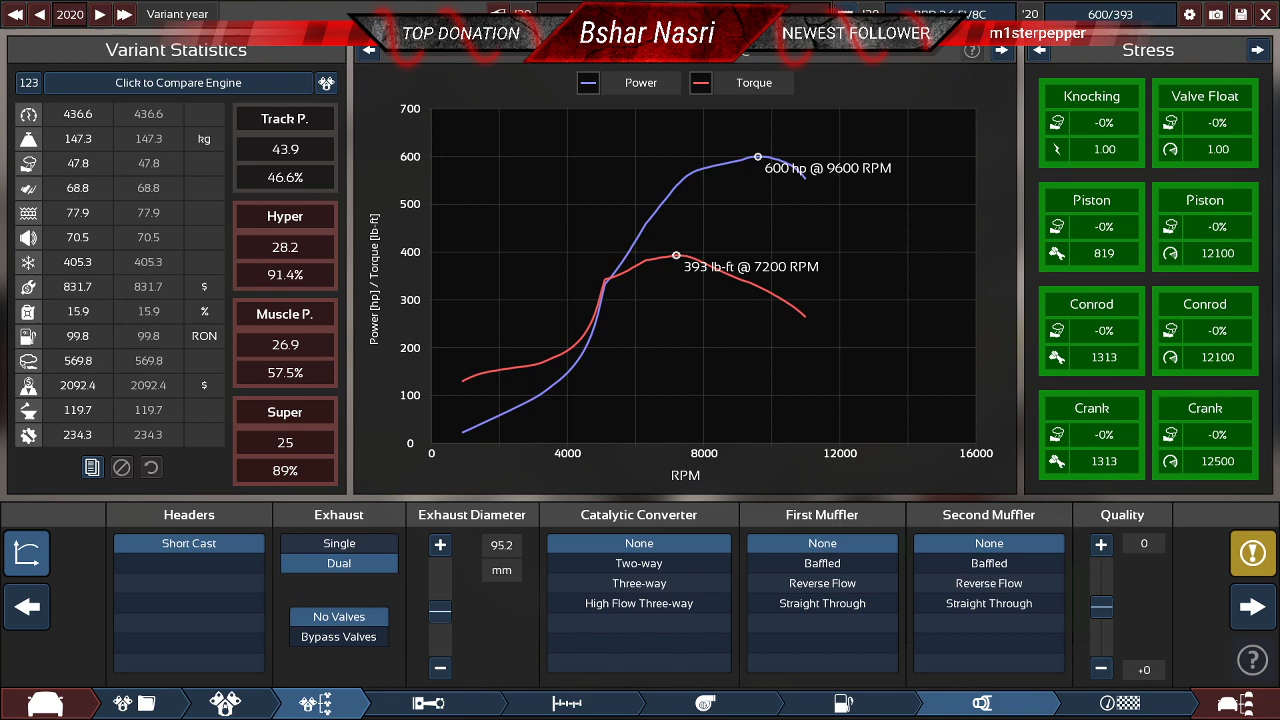 2020
Variant year
'20
TOP DONATION
Bshar Nasri
NEWEST FOLLOWER
m1sterpepper
'20
600/393
Variant Statistics
Stress
123
Click to Compare Engine
436.6 436.6
147.3 147.3 kg
47.8 47.8
68.8 68.8
77.9 77.9
70.5 70.5
405.3 405.3
831.7 831.7 $
15.9 15.9 %
99.8 99.8 RON
569.8 569.8
2092.4 2092.4 $
119.7 119.7
234.3 234.3
Track P.
43.9
46.6%
Hyper
28.2
91.4%
Muscle P.
26.9
57.5%
Super
25
89%
Power
Torque
Power [hp] / Torque [lb-ft]
700
600
500
400
300
200
100
0
600 hp @ 9600 RPM
393 lb-ft @ 7200 RPM
0 4000 8000 12000 16000
RPM
Knocking
-0%
1.00
Valve Float
-0%
1.00
Piston
-0%
819
Piston
-0%
12100
Conrod
-0%
1313
Conrod
-0%
12100
Crank
-0%
1313
Crank
-0%
12500
Headers
Short Cast
Exhaust
Single
Dual
No Valves
Bypass Valves
Exhaust Diameter
95.2
mm
Catalytic Converter
None
Two-way
Three-way
High Flow Three-way
First Muffler
None
Baffled
Reverse Flow
Straight Through
Second Muffler
None
Baffled
Reverse Flow
Straight Through
Quality
0
+0